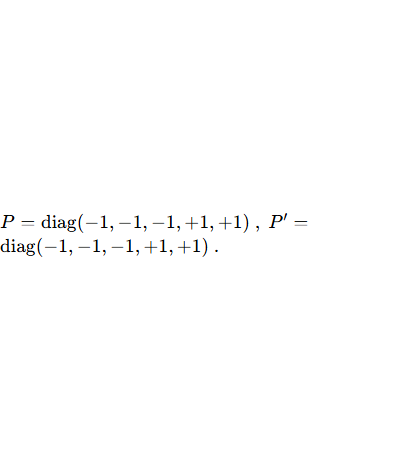 P = diag(−1, −1, −1, +1, +1) , P′ =
diag(−1, −1, −1, +1, +1) .